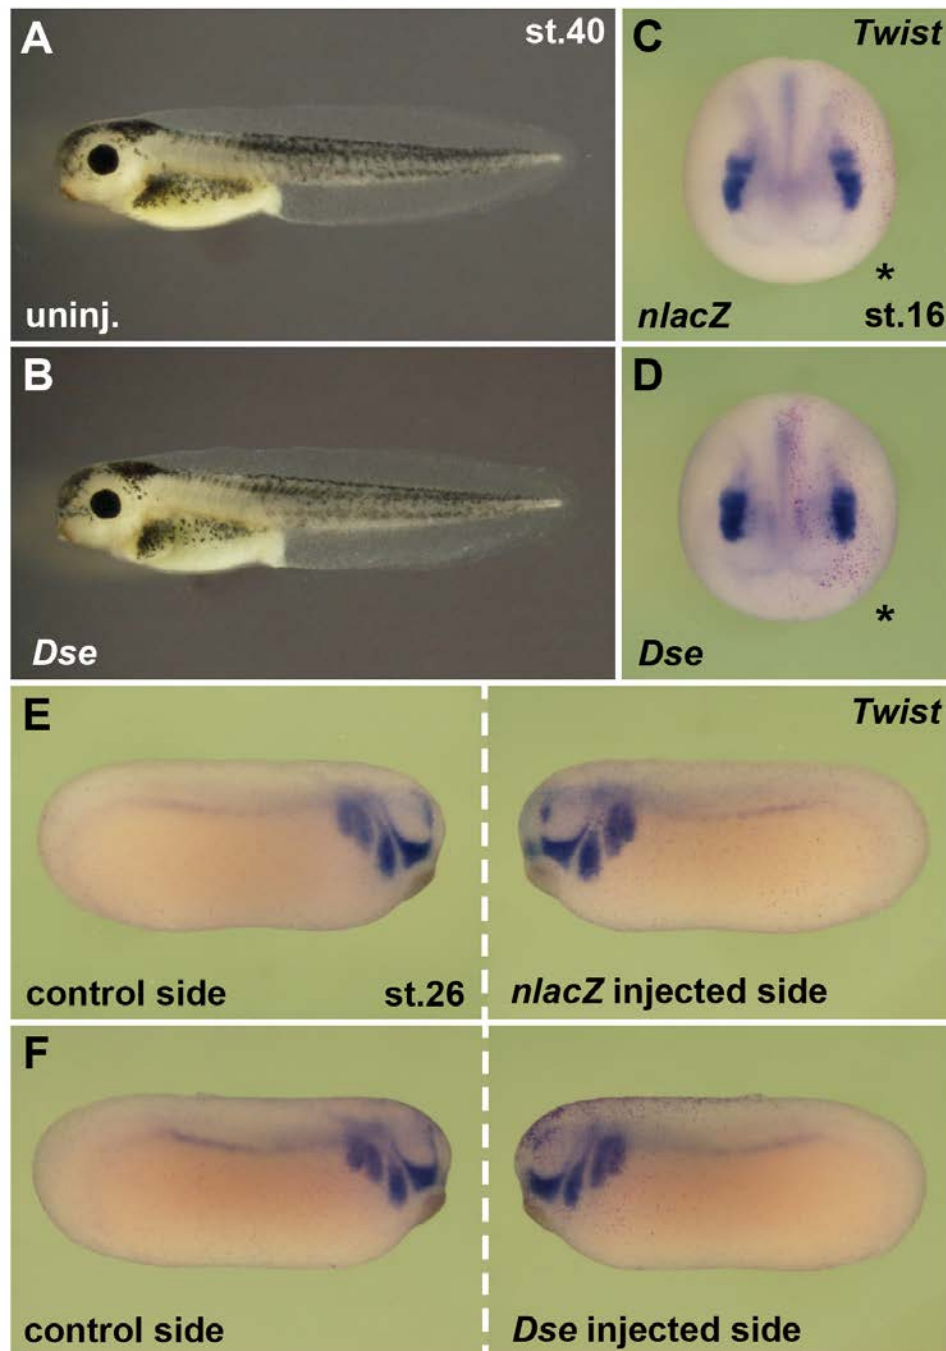 A st.40
uninj.
B
Dse
C Twist
*
nlacZ st.16
D
*
Dse
E Twist
control side st.26 nlacZ injected side
F
control side Dse injected side